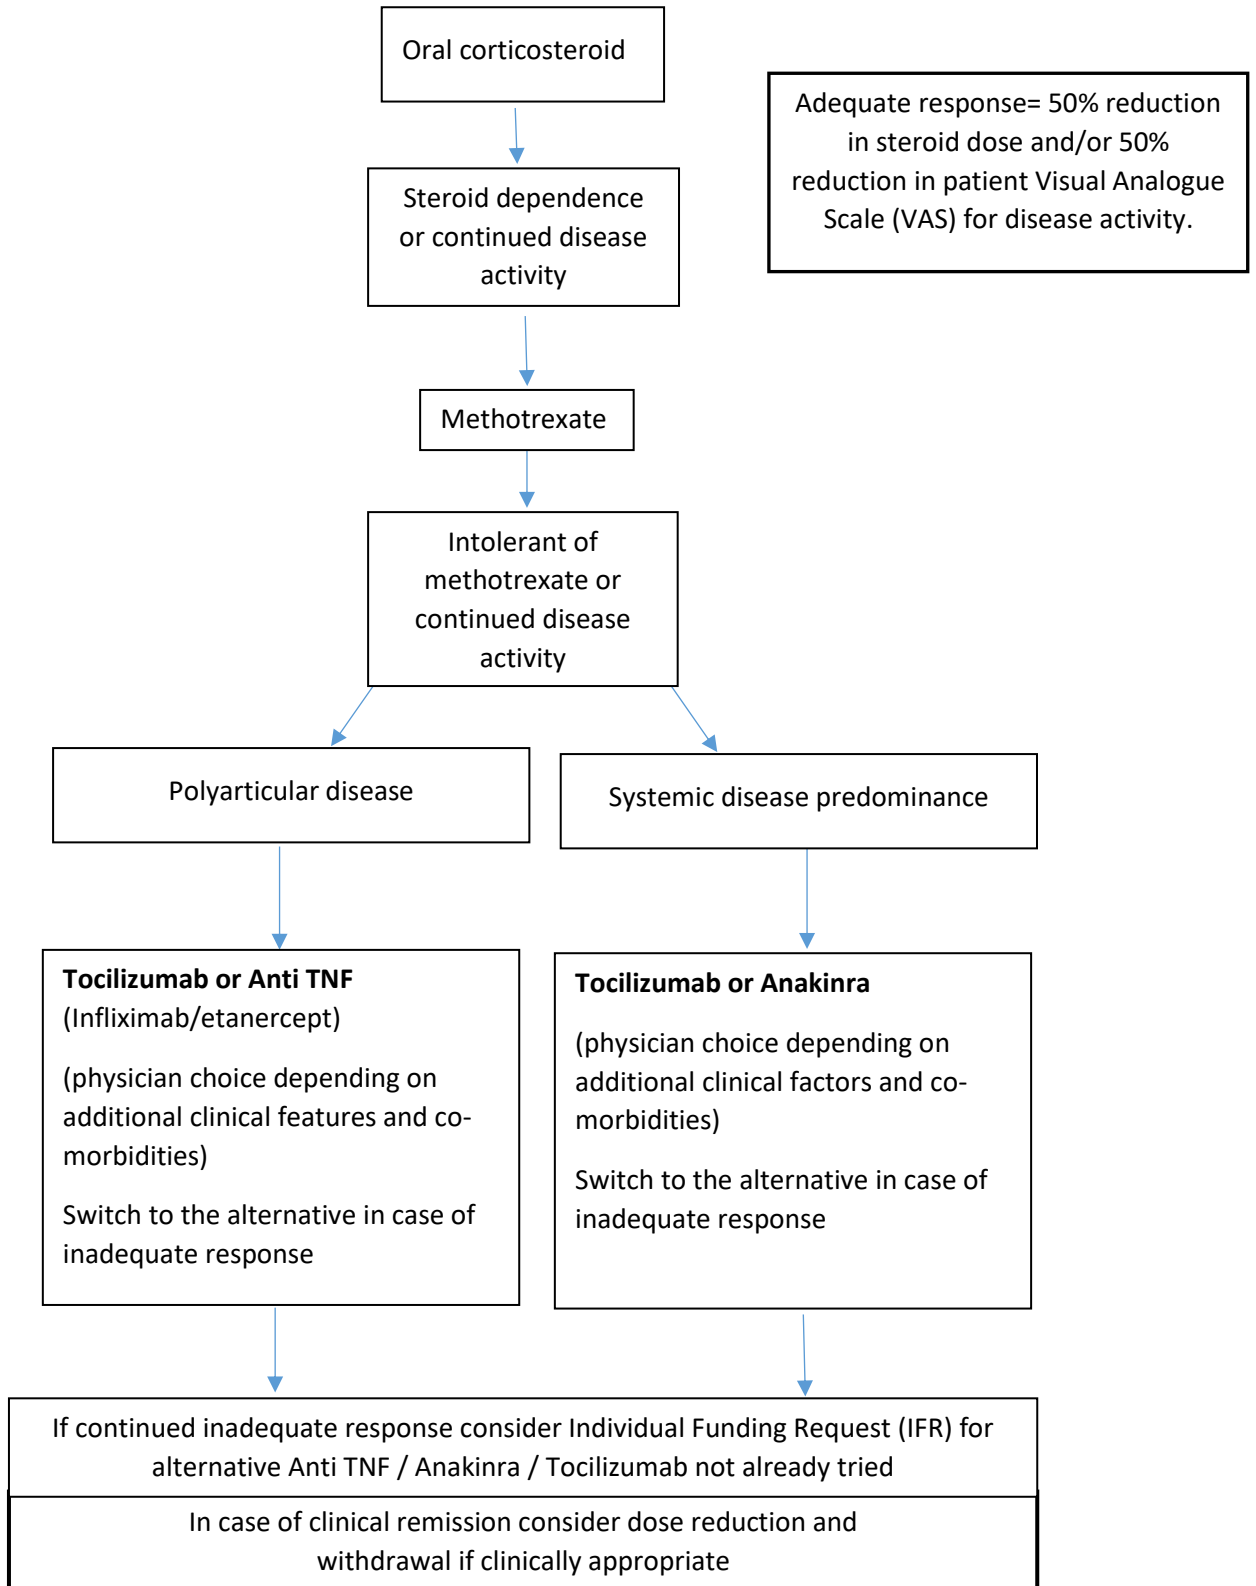 Oral corticosteroid
Adequate response= 50% reduction
in steroid dose and/or 50%
reduction in patient Visual Analogue
Scale (VAS) for disease activity.
Steroid dependence
or continued disease
activity
Methotrexate
Intolerant of
methotrexate or
continued disease
activity
Polyarticular disease
Systemic disease predominance
Tocilizumab or Anti TNF
(Infliximab/etanercept)
(physician choice depending on
additional clinical features and co-
morbidities)
Switch to the alternative in case of
inadequate response
Tocilizumab or Anakinra
(physician choice depending on
additional clinical factors and co-
morbidities)
Switch to the alternative in case of
inadequate response
If continued inadequate response consider Individual Funding Request (IFR) for
alternative Anti TNF / Anakinra / Tocilizumab not already tried
In case of clinical remission consider dose reduction and
withdrawal if clinically appropriate